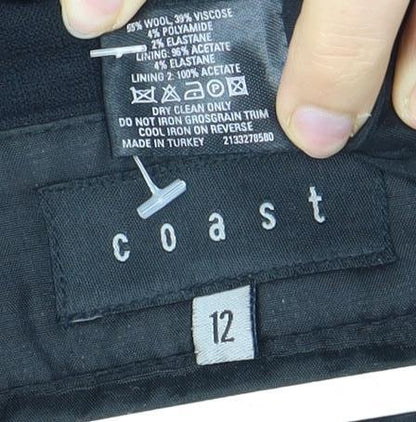 55% WOOL 39% VISCOSE
4% POLYAMIDE
2% ELASTANE
LINING: 96% ACETATE
4% ELASTANE
LINING 2: 100% ACETATE
P
DRY CLEAN ONLY
DO NOT IRON GROSGRAIN TRIM
COOL IRON ON REVERSE
MADE IN TURKEY 2133278580
coast
12